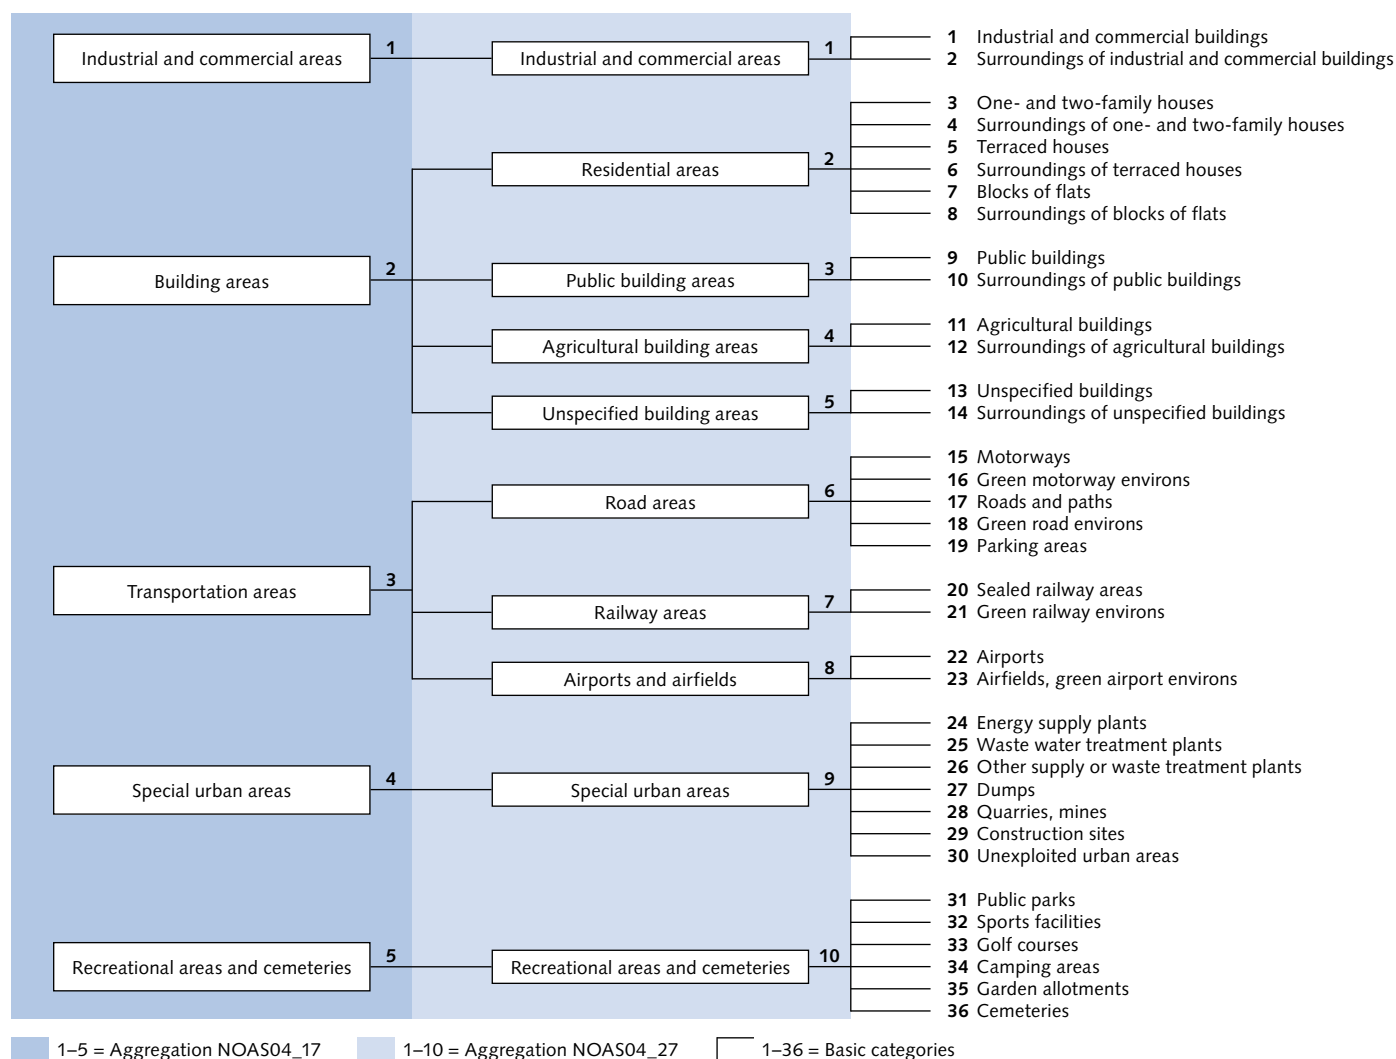 Industrial and commercial areas 1 Industrial and commercial areas 1
1 Industrial and commercial buildings
2 Surroundings of industrial and commercial buildings
Building areas 2
Residential areas 2
3 One- and two-family houses
4 Surroundings of one- and two-family houses
5 Terraced houses
6 Surroundings of terraced houses
7 Blocks of flats
8 Surroundings of blocks of flats
Public building areas 3
9 Public buildings
10 Surroundings of public buildings
Agricultural building areas 4
11 Agricultural buildings
12 Surroundings of agricultural buildings
Unspecified building areas 5
13 Unspecified buildings
14 Surroundings of unspecified buildings
Transportation areas 3
Road areas 6
15 Motorways
16 Green motorway environs
17 Roads and paths
18 Green road environs
19 Parking areas
Railway areas 7
20 Sealed railway areas
21 Green railway environs
Airports and airfields 8
22 Airports
23 Airfields, green airport environs
Special urban areas 4 Special urban areas 9
24 Energy supply plants
25 Waste water treatment plants
26 Other supply or waste treatment plants
27 Dumps
28 Quarries, mines
29 Construction sites
30 Unexploited urban areas
Recreational areas and cemeteries 5 Recreational areas and cemeteries 10
31 Public parks
32 Sports facilities
33 Golf courses
34 Camping areas
35 Garden allotments
36 Cemeteries
1–5 = Aggregation NOAS04_17 1–10 = Aggregation NOAS04_27 1–36 = Basic categories